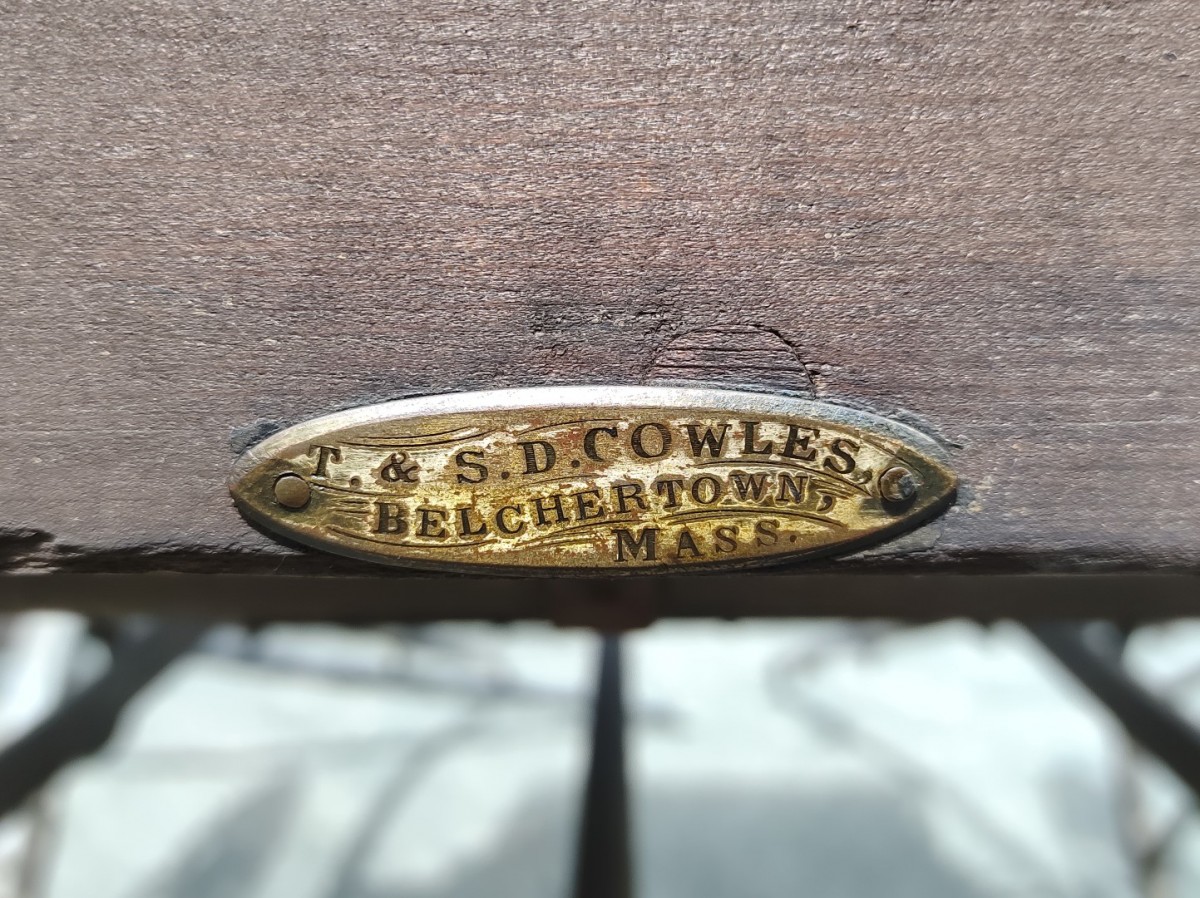 T. & S. D. COWLES,
BELCHERTOWN,
MASS.